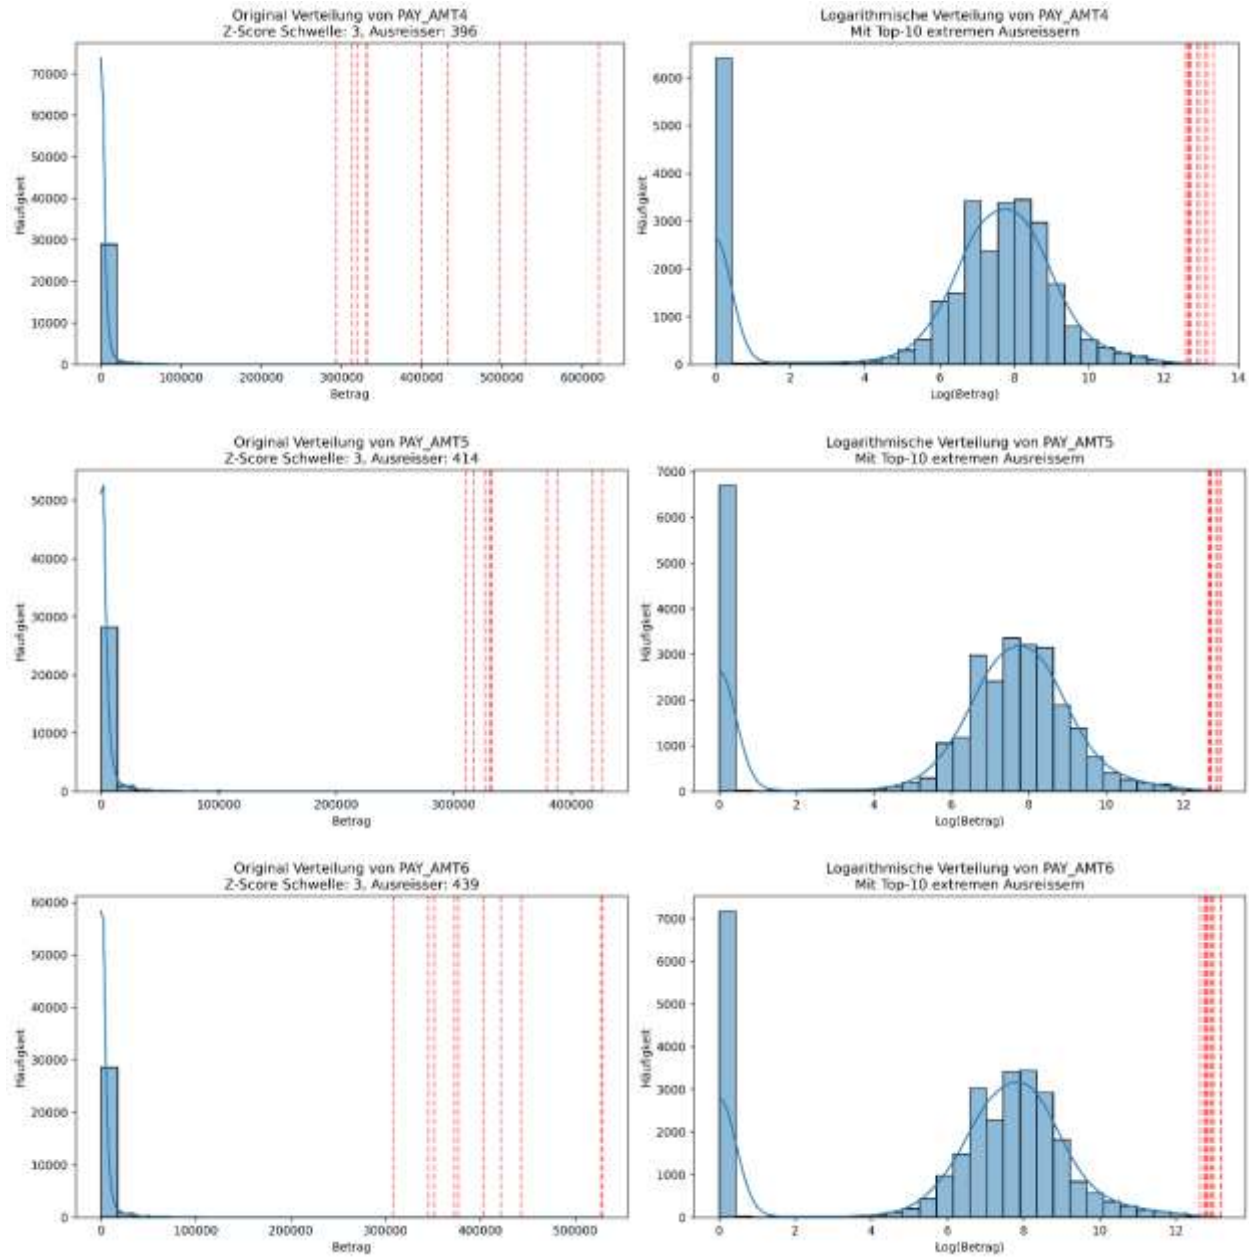 Original Verteilung von PAY_AMT4
Z-Score Schwelle: 3, Ausreisser: 396
Häufigkeit
70000
60000
50000
40000
30000
20000
10000
0
0 100000 200000 300000 400000 500000 600000
Betrag
Logarithmische Verteilung von PAY_AMT4
Mit Top-10 extremen Ausreissern
Häufigkeit
6000
5000
4000
3000
2000
1000
0
0 2 4 6 8 10 12 14
Log(Betrag)
Original Verteilung von PAY_AMT5
Z-Score Schwelle: 3, Ausreisser: 414
Häufigkeit
50000
40000
30000
20000
10000
0
0 100000 200000 300000 400000
Betrag
Logarithmische Verteilung von PAY_AMT5
Mit Top-10 extremen Ausreissern
Häufigkeit
7000
6000
5000
4000
3000
2000
1000
0
0 2 4 6 8 10 12
Log(Betrag)
Original Verteilung von PAY_AMT6
Z-Score Schwelle: 3, Ausreisser: 439
Häufigkeit
60000
50000
40000
30000
20000
10000
0
0 100000 200000 300000 400000 500000
Betrag
Logarithmische Verteilung von PAY_AMT6
Mit Top-10 extremen Ausreissern
Häufigkeit
7000
6000
5000
4000
3000
2000
1000
0
0 2 4 6 8 10 12
Log(Betrag)